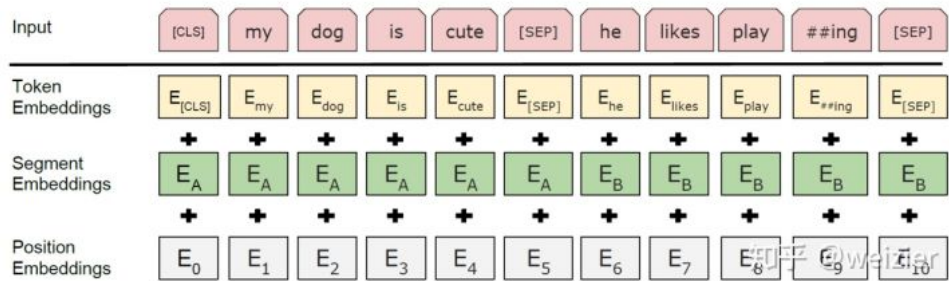 Input [CLS] my dog is cute [SEP] he likes play ##ing [SEP]
Token
Embeddings
E[CLS] Emy Edog Eis Ecute E[SEP] Ehe Elikes Eplay E##ing E[SEP]
+ + + + + + + + + + +
Segment
Embeddings
EA EA EA EA EA EA EB EB EB EB EB
+ + + + + + + + + + +
Position
Embeddings
E0 E1 E2 E3 E4 E5 E6 E7 E8 E9 E10
知乎 @weizier